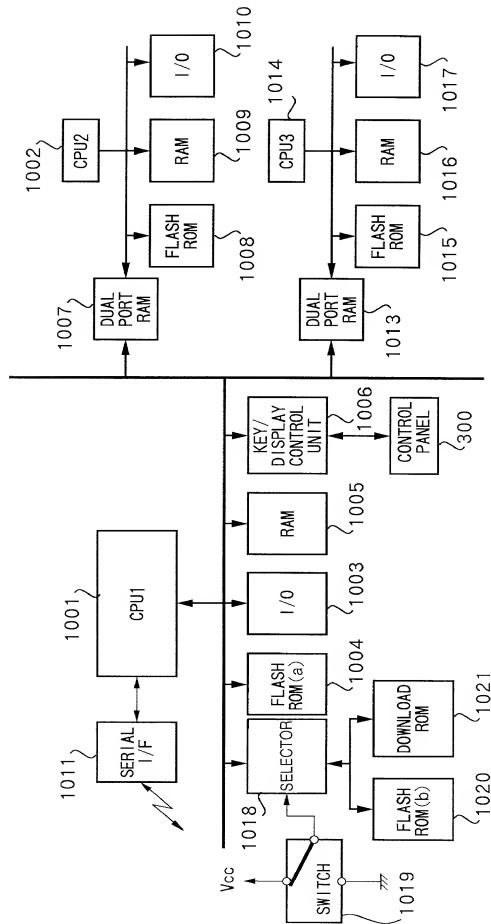 1001
CPU1
1011
SERIAL
I/F
1018
SELECTOR
FLASH
ROM(a)
1004
I/O
1003
RAM
1005
KEY/
DISPLAY
CONTROL
UNIT
1006
CONTROL
PANEL
300
Vcc
SWITCH
1019
FLASH
ROM(b)
1020
DOWNLOAD
ROM
1021
1002
CPU2
1007
DUAL
PORT
RAM
FLASH
ROM
1008
RAM
1009
I/O
1010
CPU3
1014
DUAL
PORT
RAM
1013
FLASH
ROM
1015
RAM
1016
I/O
1017